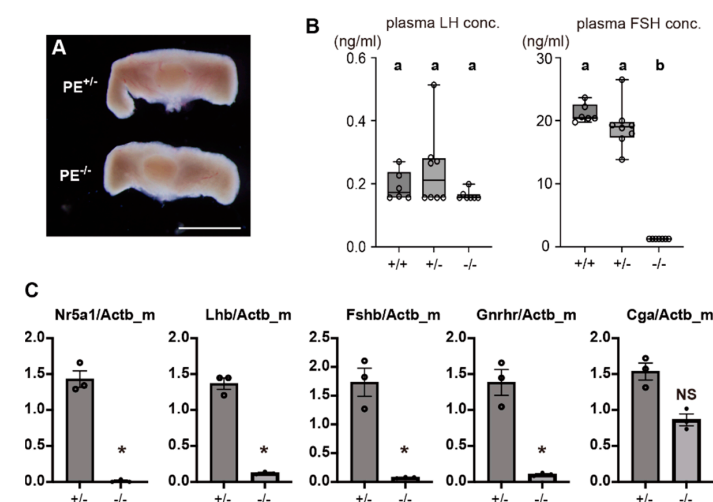 A
PE+/-
PE-/-
B
plasma LH conc.
(ng/ml)
0.6
0.4
0.2
0.0
a a a
+/+ +/- -/-
plasma FSH conc.
(ng/ml)
30
20
10
0
a a b
+/+ +/- -/-
C
Nr5a1/Actb_m
2.0
1.5
1.0
0.5
0.0
*
+/- -/-
Lhb/Actb_m
2.0
1.5
1.0
0.5
0.0
*
+/- -/-
Fshb/Actb_m
2.5
2.0
1.5
1.0
0.5
0.0
*
+/- -/-
Gnrhr/Actb_m
2.0
1.5
1.0
0.5
0.0
*
+/- -/-
Cga/Actb_m
2.0
1.5
1.0
0.5
0.0
NS
+/- -/-